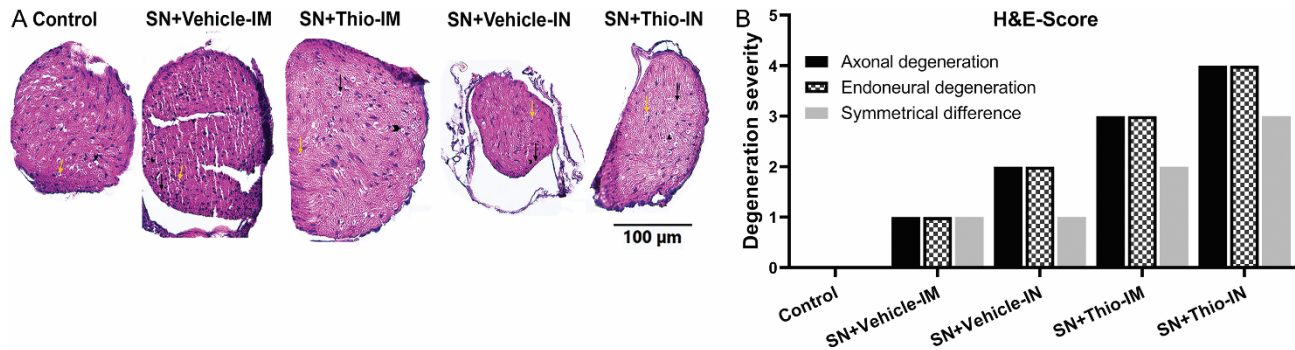 A Control SN+Vehicle-IM SN+Thio-IM SN+Vehicle-IN SN+Thio-IN
100 µm
B
H&E-Score
Axonal degeneration
Endoneural degeneration
Symmetrical difference
Degeneration severity
5
4
3
2
1
0
Control
SN+Vehicle-IM
SN+Vehicle-IN
SN+Thio-IM
SN+Thio-IN